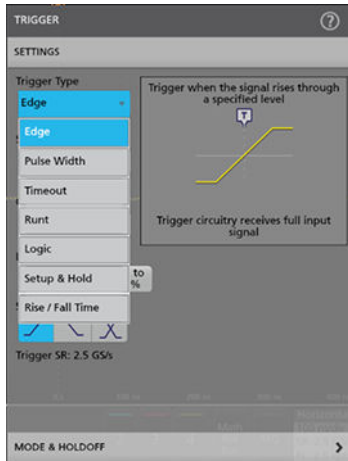 TRIGGER
?
SETTINGS
Trigger Type
Edge
Edge
Pulse Width
Timeout
Runt
Logic
Setup & Hold
Rise / Fall Time
to
%
Trigger when the signal rises through
a specified level
T
Trigger circuitry receives full input
signal
Trigger SR: 2.5 GS/s
Math
MODE & HOLDOFF